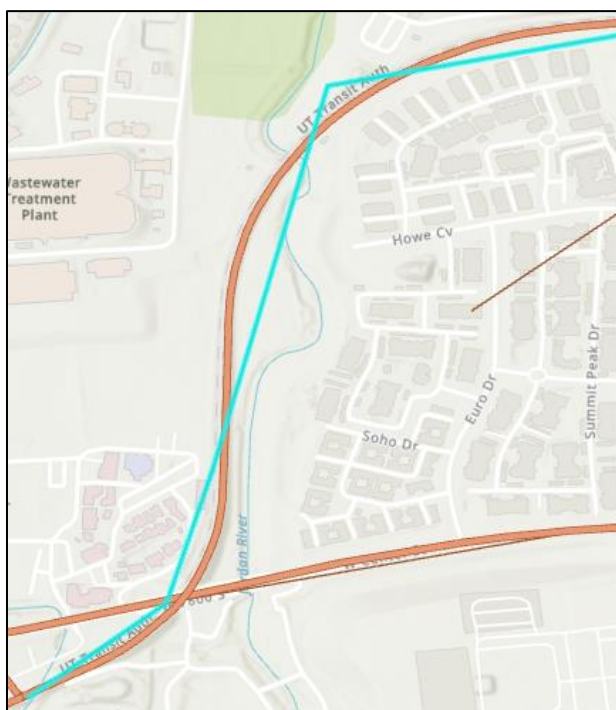 UT Transit Auth
Wastewater
Treatment
Plant
Howe Cv
Summit Peak Dr
Euro Dr
Soho Dr
Jordan River
800 S
UT Transit Auth